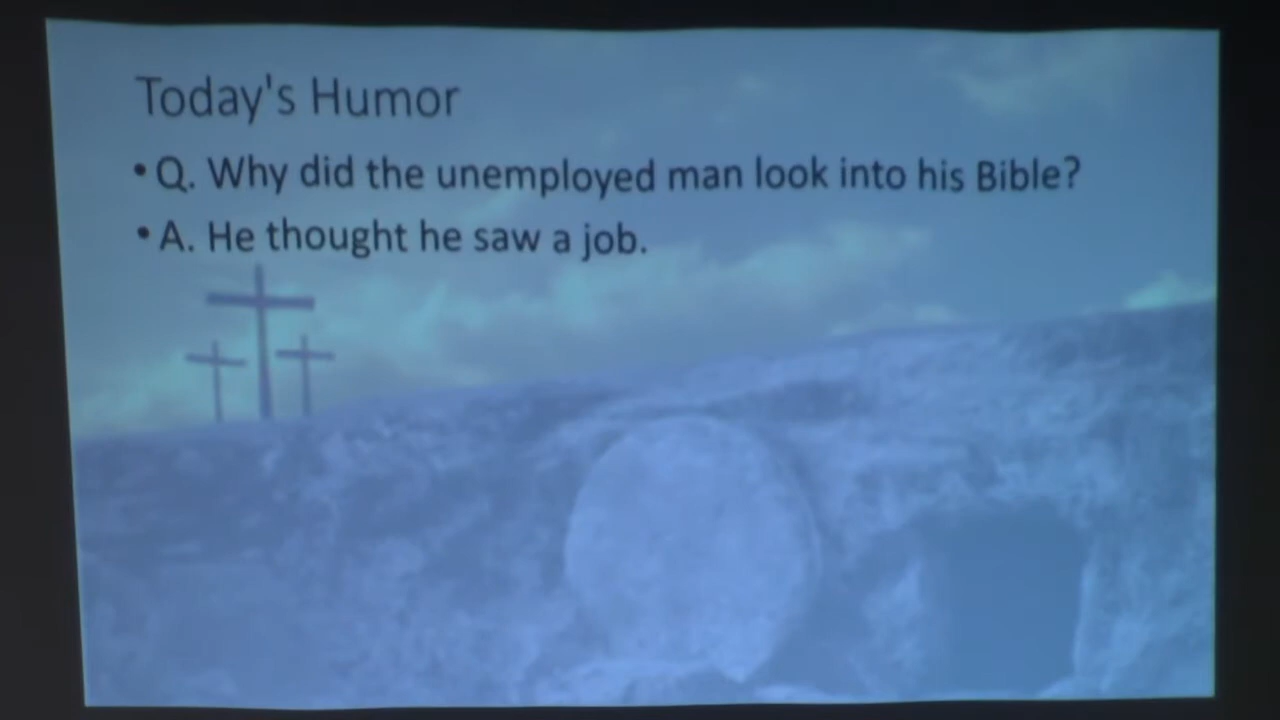 Today's Humor
• Q. Why did the unemployed man look into his Bible?
• A. He thought he saw a job.